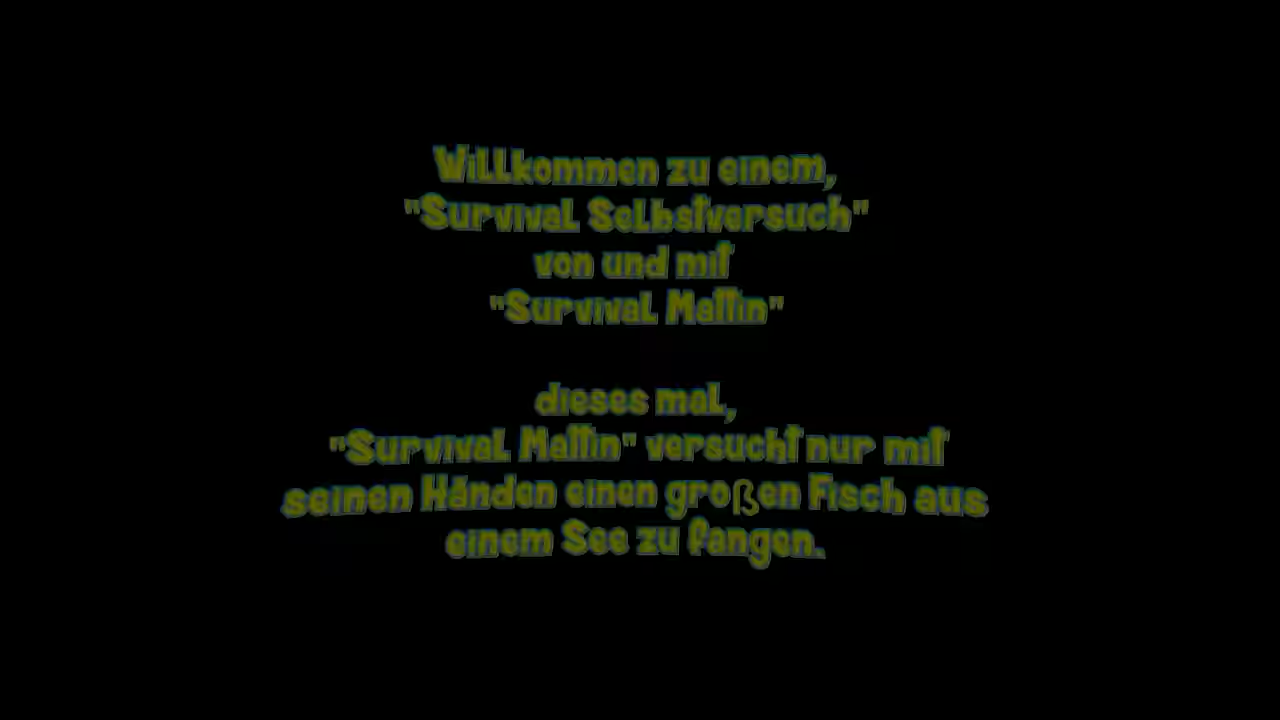 Willkommen zu einem,
"Survival Selbstversuch"
von und mit
"Survival Mattin"
dieses mal,
"Survival Mattin" versucht nur mit
seinen Händen einen großen Fisch aus
einem See zu fangen.